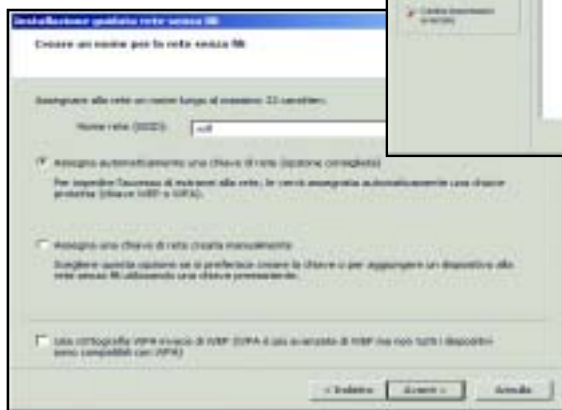 Installazione guidata rete senza fili
Creare un nome per la rete senza fili
Assegnare alla rete un nome lungo al massimo 32 caratteri.
Nome rete (SSID):
Assegna automaticamente una chiave di rete (opzione consigliata)
Per impedire l'accesso di estranei alla rete, le verrà assegnata automaticamente una chiave
protetta (chiave WEP o WPA).
Assegna una chiave di rete creata manualmente
Scegliere questa opzione se si preferisce creare la chiave o per aggiungere un dispositivo alla
rete senza fili utilizzando una chiave preesistente.
Usa crittografia WPA invece di WEP (WPA è più avanzata di WEP ma non tutti i dispositivi
sono compatibili con WPA)
< Indietro
Avanti >
Annulla